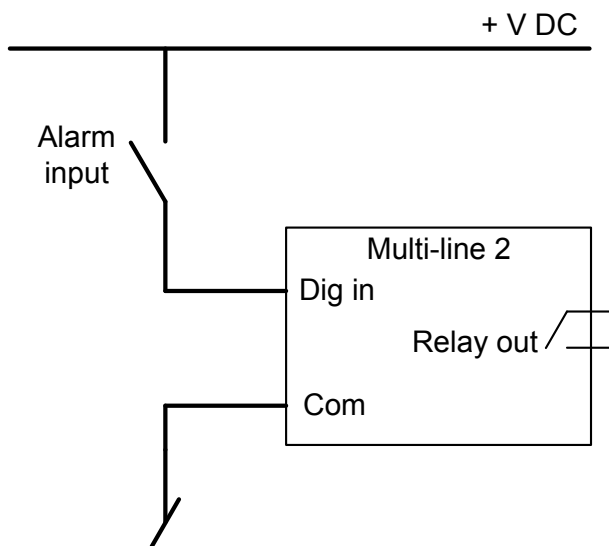 + V DC
Alarm
input
Multi-line 2
Dig in
Relay out
Com